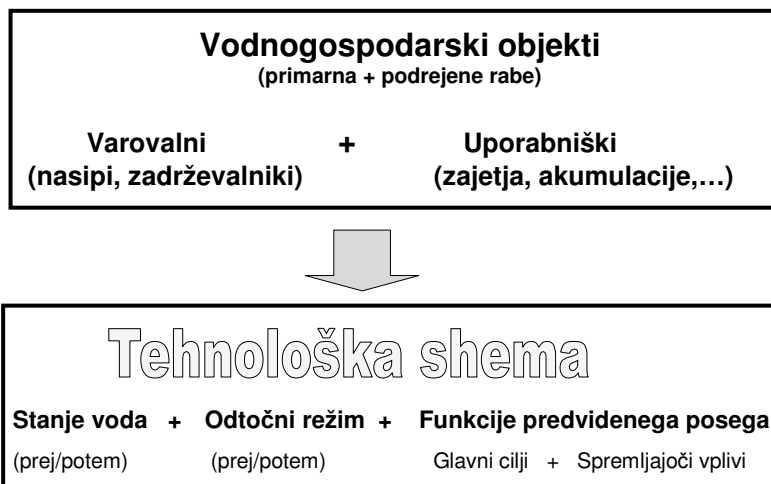 Vodnogospodarski objekti
(primarna + podrejene rabe)
Varovalni + Uporabniški
(nasipi, zadrževalniki) (zajetja, akumulacije,…)
Tehnološka shema
Stanje voda + Odtočni režim + Funkcije predvidenega posega
(prej/potem) (prej/potem) Glavni cilji + Spremljajoči vplivi